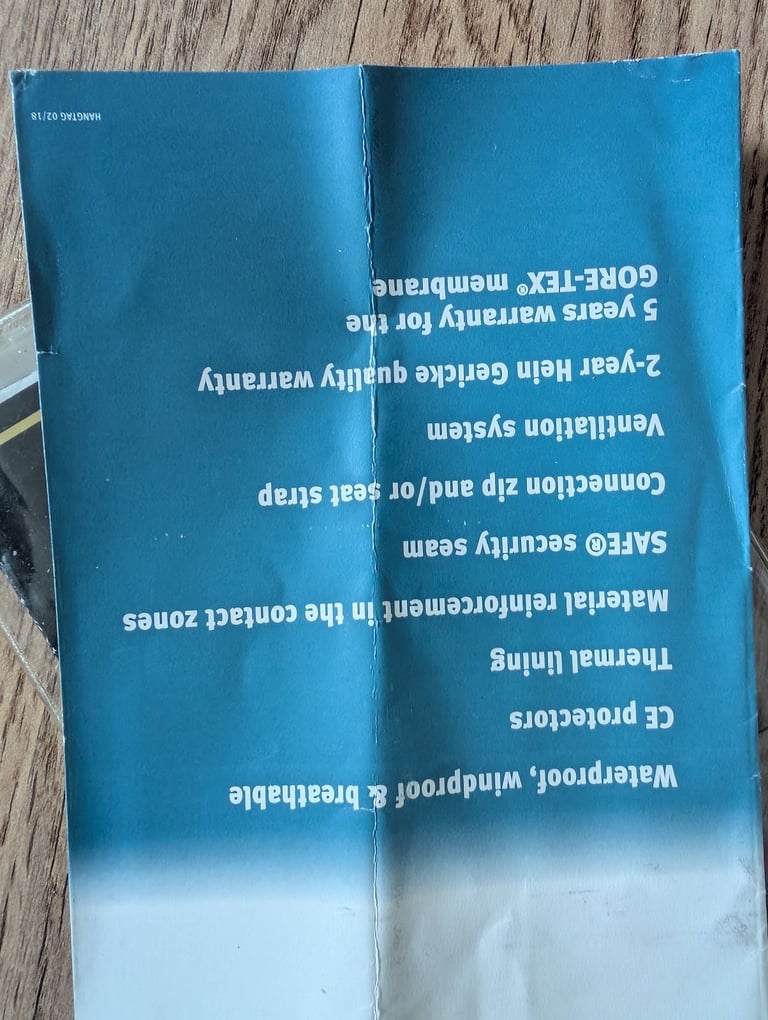 Waterproof, windproof & breathable
CE protectors
Thermal lining
Material reinforcement in the contact zones
SAFE® security seam
Connection zip and/or seat strap
Ventilation system
2-year Hein Gericke quality warranty
5 years warranty for the
GORE-TEX® membrane
HANGTAG 02/18